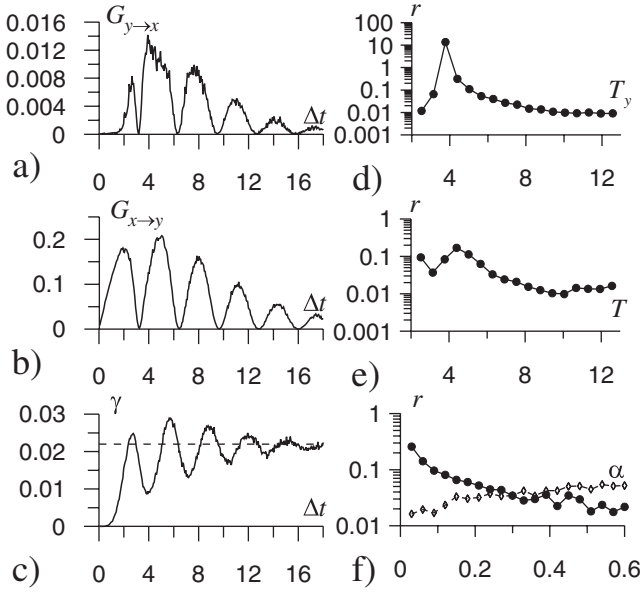 G y→x
0.016
0.012
0.008
0.004
0
Δt
0 4 8 12 16
a)
r
100
10
1
0.1
0.01
0.001
T y
4 8 12
d)
G x→y
0.2
0.1
0
Δt
0 4 8 12 16
b)
r
1
0.1
0.01
0.001
T
4 8 12
e)
γ
0.03
0.02
0.01
0
Δt
0 4 8 12 16
c)
r
1
0.1
0.01
α
0 0.2 0.4 0.6
f)